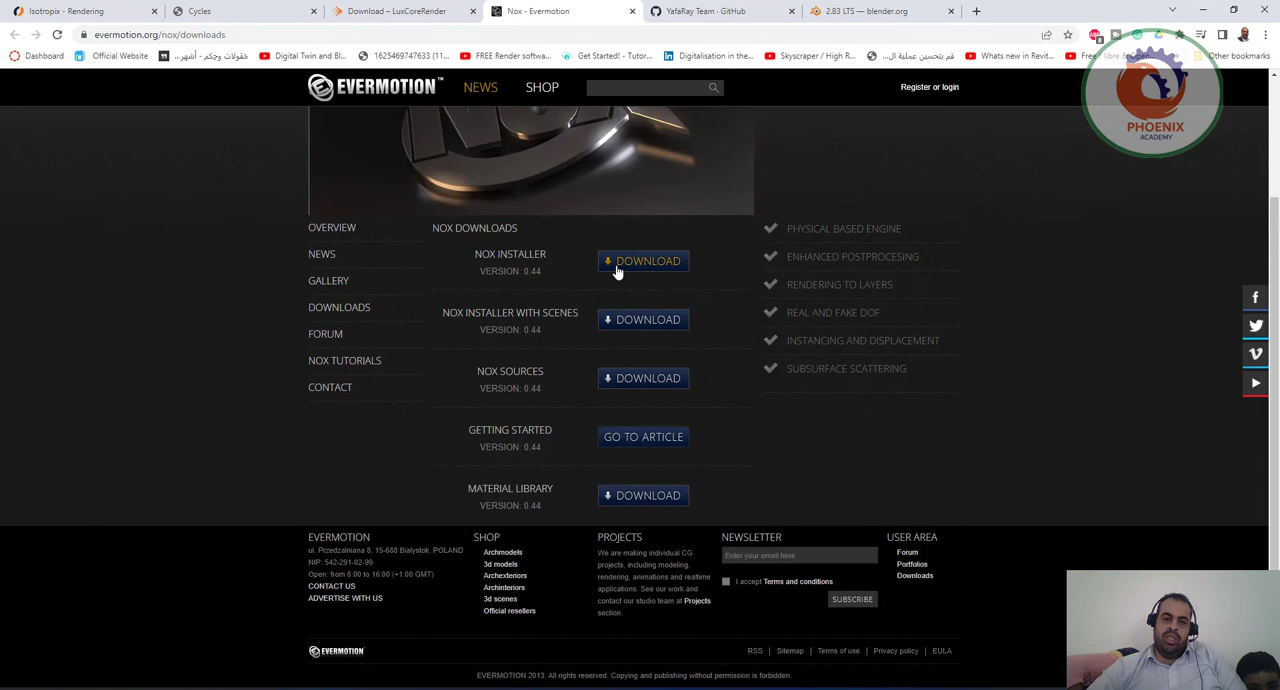 Isotropix - Rendering
Cycles
Download – LuxCoreRender
Nox - Evermotion
YafaRay Team · GitHub
2.83 LTS — blender.org
evermotion.org/nox/downloads
Dashboard
Official Website
حقولات وجداني - أشهر...
Digital Twin and Bl...
1625469747633 (11...
FREE Render softwa...
Get Started! - Tutor...
Digitalisation in the...
Skyscraper / High R...
قم بتحسين عملية ال...
Whats new in Revit...
Other bookmarks
EVERMOTION™
NEWS
SHOP
Register or login
PHOENIX
ACADEMY
OVERVIEW
NEWS
GALLERY
DOWNLOADS
FORUM
NOX TUTORIALS
CONTACT
NOX DOWNLOADS
NOX INSTALLER
VERSION: 0.44
DOWNLOAD
NOX INSTALLER WITH SCENES
VERSION: 0.44
DOWNLOAD
NOX SOURCES
VERSION: 0.44
DOWNLOAD
GETTING STARTED
VERSION: 0.44
GO TO ARTICLE
MATERIAL LIBRARY
VERSION: 0.44
DOWNLOAD
PHYSICAL BASED ENGINE
ENHANCED POSTPROCESING
RENDERING TO LAYERS
REAL AND FAKE DOF
INSTANCING AND DISPLACEMENT
SUBSURFACE SCATTERING
EVERMOTION
ul. Przedzalniana 8, 15-688 Bialystok, POLAND
NIP: 542-291-02-99
Open: from 8:00 to 16:00 (+1.00 GMT)
CONTACT US
ADVERTISE WITH US
SHOP
Archmodels
3d models
Archexteriors
Archinteriors
3d scenes
Official resellers
PROJECTS
We are making individual CG
projects, including modeling,
rendering, animations and realtime
applications. See our work and
contact our studio team at Projects
section.
NEWSLETTER
Enter your email here
I accept Terms and conditions
SUBSCRIBE
USER AREA
Forum
Portfolios
Downloads
EVERMOTION
RSS
Sitemap
Terms of use
Privacy policy
EULA
EVERMOTION 2013. All rights reserved. Copying and publishing without permission is forbidden.